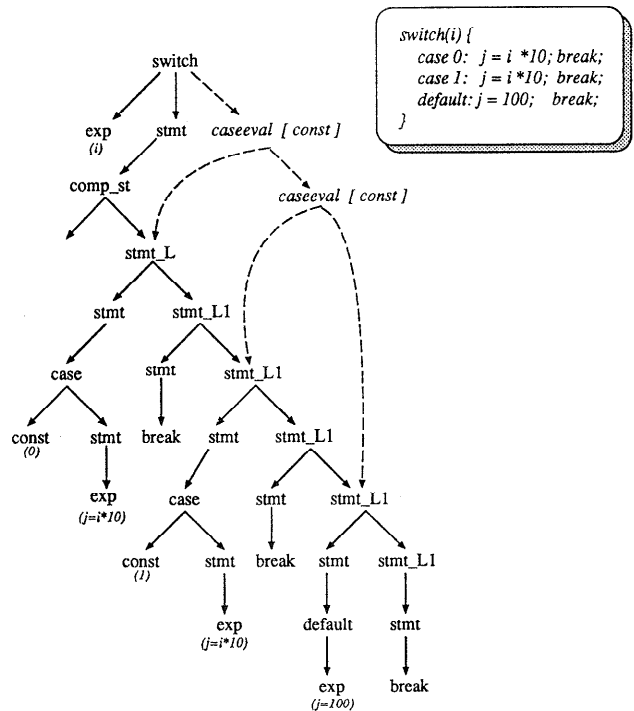 switch(i) {
case 0: j = i *10; break;
case 1: j = i *10; break;
default: j = 100; break;
}
switch
exp stmt caseeval [ const ]
(i)
comp_st caseeval [ const ]
stmt_L
stmt stmt_L1
case stmt stmt_L1
const stmt break stmt stmt_L1
(0)
exp case stmt stmt_L1
(j=i*10)
const stmt break stmt stmt_L1
(1)
exp default stmt
(j=i*10)
exp break
(j=100)